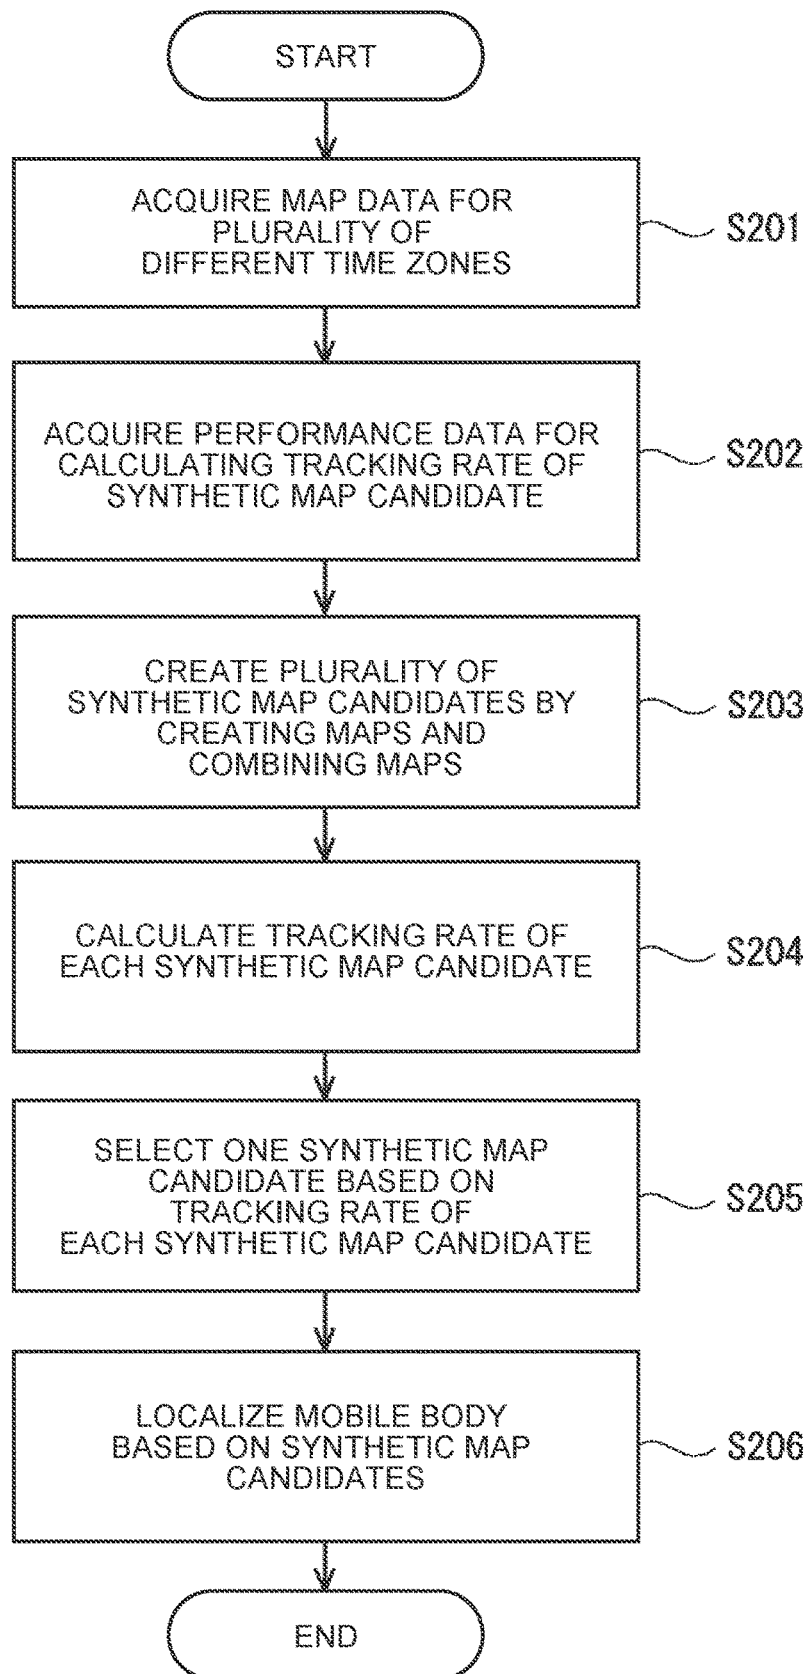 START
ACQUIRE MAP DATA FOR
PLURALITY OF
DIFFERENT TIME ZONES
S201
ACQUIRE PERFORMANCE DATA FOR
CALCULATING TRACKING RATE OF
SYNTHETIC MAP CANDIDATE
S202
CREATE PLURALITY OF
SYNTHETIC MAP CANDIDATES BY
CREATING MAPS AND
COMBINING MAPS
S203
CALCULATE TRACKING RATE OF
EACH SYNTHETIC MAP CANDIDATE
S204
SELECT ONE SYNTHETIC MAP
CANDIDATE BASED ON
TRACKING RATE OF
EACH SYNTHETIC MAP CANDIDATE
S205
LOCALIZE MOBILE BODY
BASED ON SYNTHETIC MAP
CANDIDATES
S206
END